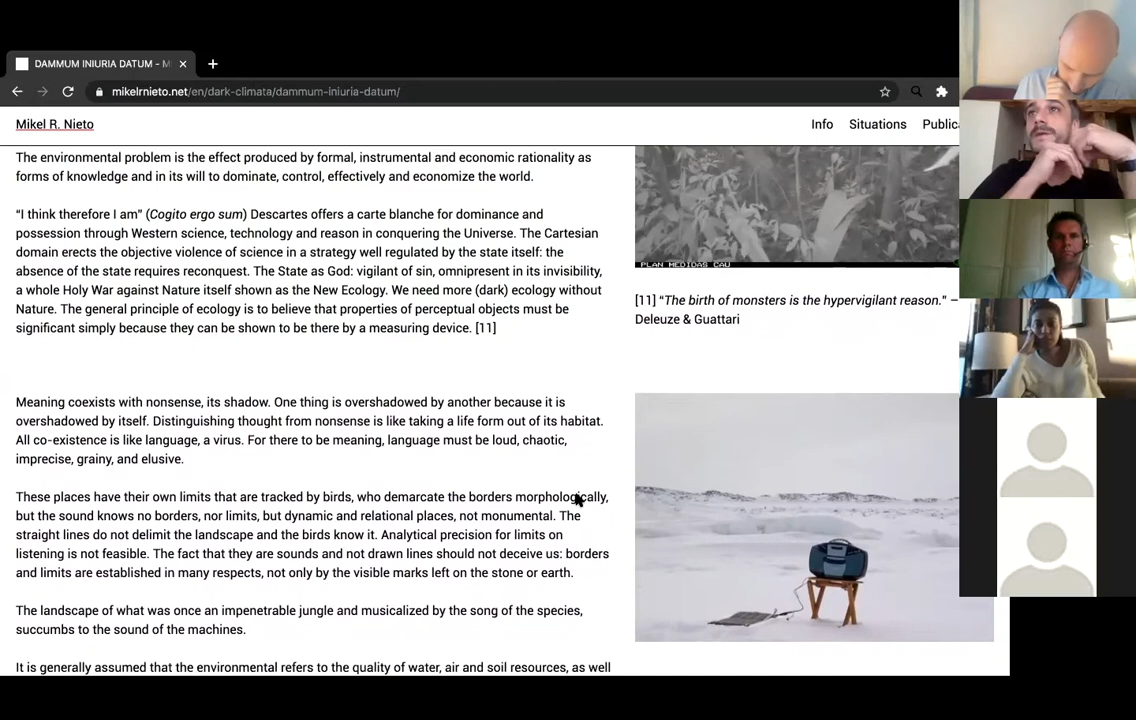 DAMMUM INIURIA DATUM - M
mikelrnieto.net/en/dark-climata/dammum-iniuria-datum/
Mikel R. Nieto
Info Situations Publica
The environmental problem is the effect produced by formal, instrumental and economic rationality as
forms of knowledge and in its will to dominate, control, effectively and economize the world.
“I think therefore I am” (Cogito ergo sum) Descartes offers a carte blanche for dominance and
possession through Western science, technology and reason in conquering the Universe. The Cartesian
domain erects the objective violence of science in a strategy well regulated by the state itself: the
absence of the state requires reconquest. The State as God: vigilant of sin, omnipresent in its invisibility,
a whole Holy War against Nature itself shown as the New Ecology. We need more (dark) ecology without
Nature. The general principle of ecology is to believe that properties of perceptual objects must be
significant simply because they can be shown to be there by a measuring device. [11]
PLAN MEDIDAS CAU
[11] “The birth of monsters is the hypervigilant reason.” –
Deleuze & Guattari
Meaning coexists with nonsense, its shadow. One thing is overshadowed by another because it is
overshadowed by itself. Distinguishing thought from nonsense is like taking a life form out of its habitat.
All co-existence is like language, a virus. For there to be meaning, language must be loud, chaotic,
imprecise, grainy, and elusive.
These places have their own limits that are tracked by birds, who demarcate the borders morphologically,
but the sound knows no borders, nor limits, but dynamic and relational places, not monumental. The
straight lines do not delimit the landscape and the birds know it. Analytical precision for limits on
listening is not feasible. The fact that they are sounds and not drawn lines should not deceive us: borders
and limits are established in many respects, not only by the visible marks left on the stone or earth.
The landscape of what was once an impenetrable jungle and musicalized by the song of the species,
succumbs to the sound of the machines.
It is generally assumed that the environmental refers to the quality of water, air and soil resources, as well